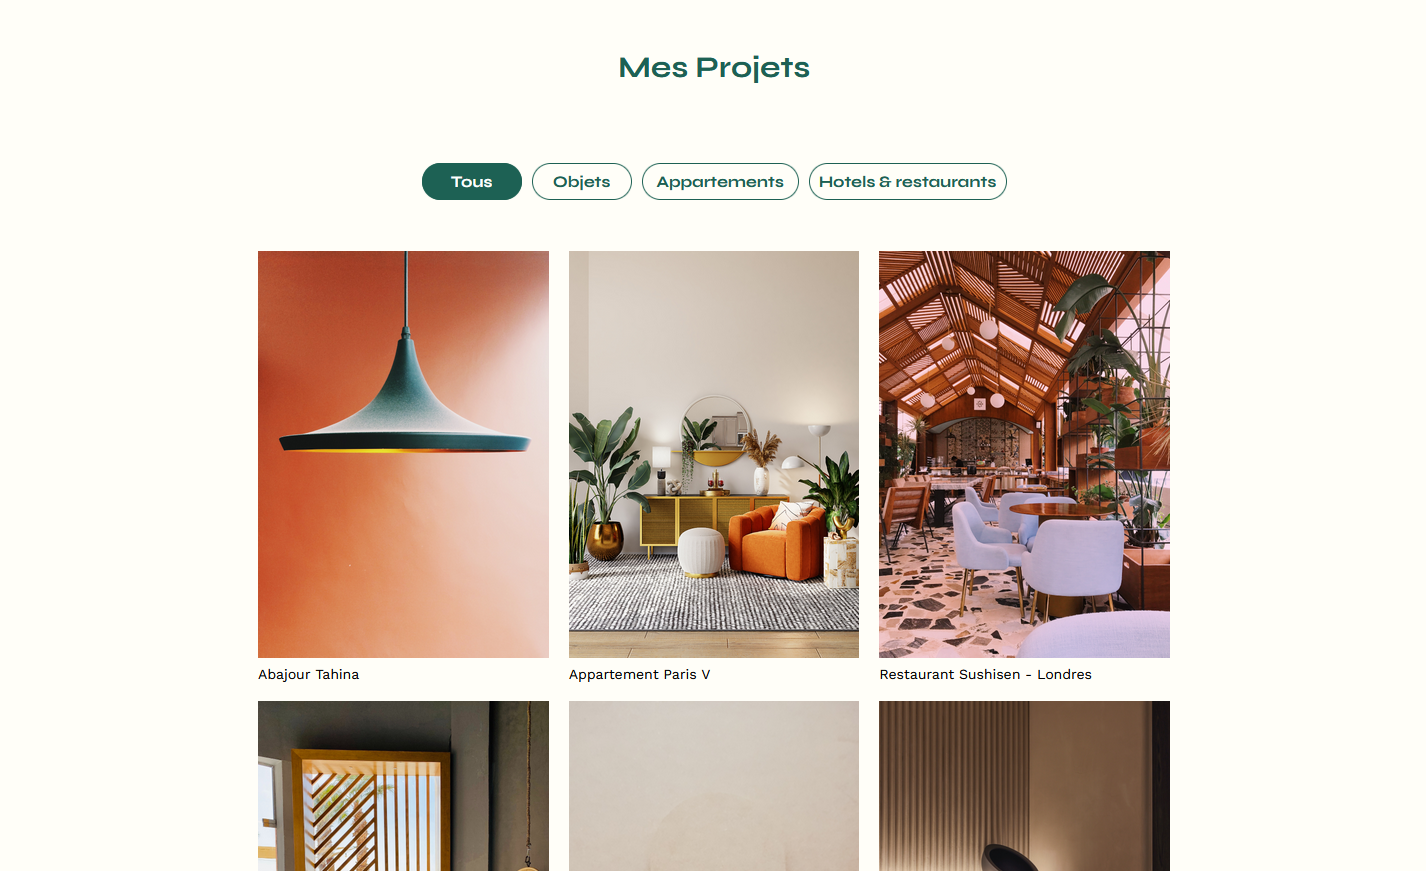 Mes Projets
Tous
Objets
Appartements
Hotels & restaurants
Abajour Tahina
Appartement Paris V
Restaurant Sushisen - Londres